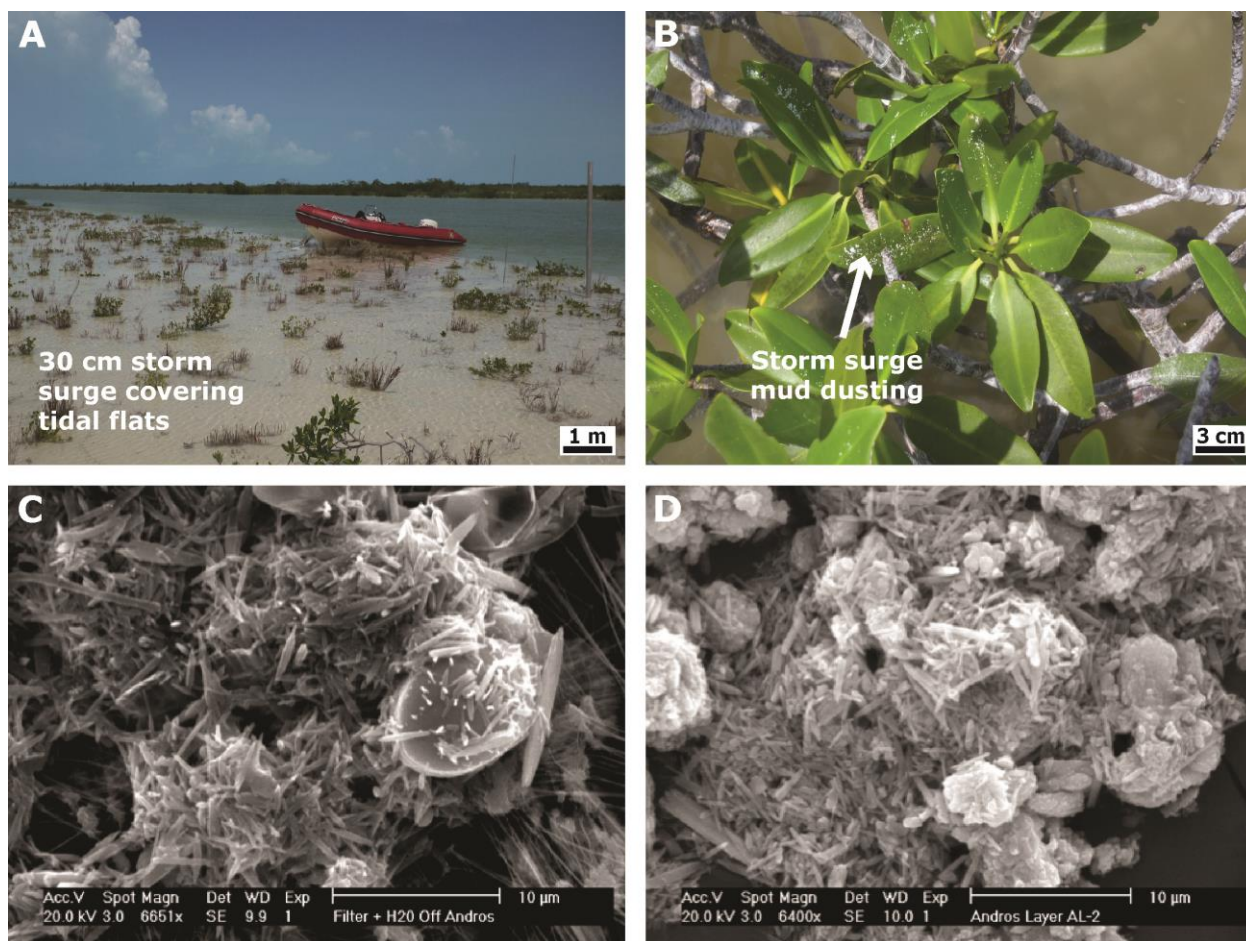 A
30 cm storm
surge covering
tidal flats
1 m
B
Storm surge
mud dusting
3 cm
C
Acc.V Spot Magn Det WD Exp 10 µm
20.0 kV 3.0 6651x SE 9.9 1 Filter + H20 Off Andros
D
Acc.V Spot Magn Det WD Exp 10 µm
20.0 kV 3.0 6400x SE 10.0 1 Andros Layer AL-2